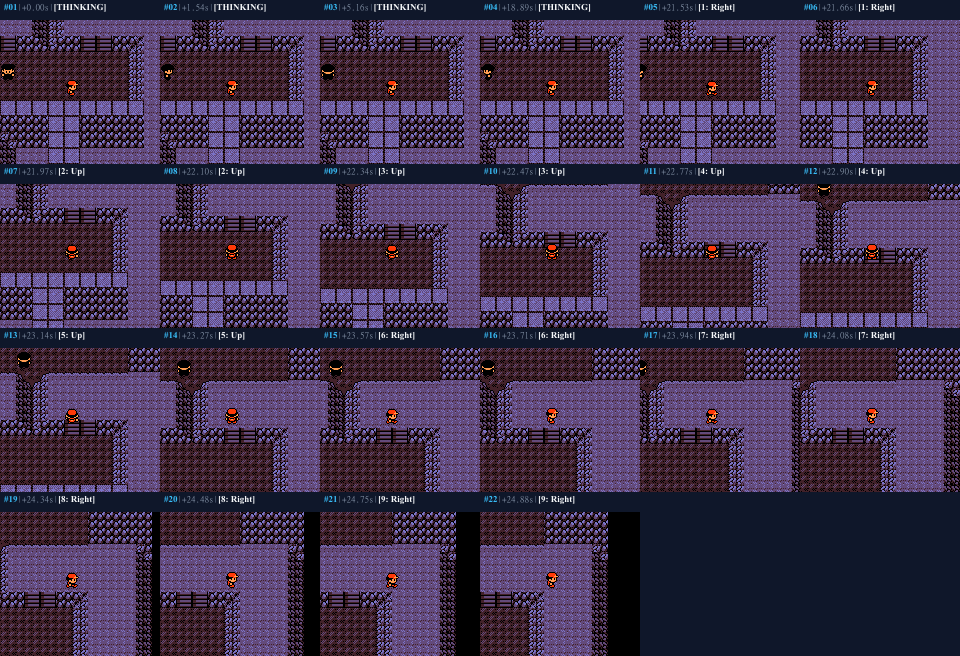 #01|+0.00s|[THINKING]
#02|+1.54s|[THINKING]
#03|+5.16s|[THINKING]
#04|+18.89s|[THINKING]
#05|+21.53s|[1: Right]
#06|+21.66s|[1: Right]
#07|+21.97s|[2: Up]
#08|+22.10s|[2: Up]
#09|+22.34s|[3: Up]
#10|+22.47s|[3: Up]
#11|+22.77s|[4: Up]
#12|+22.90s|[4: Up]
#13|+23.14s|[5: Up]
#14|+23.27s|[5: Up]
#15|+23.57s|[6: Right]
#16|+23.71s|[6: Right]
#17|+23.94s|[7: Right]
#18|+24.08s|[7: Right]
#19|+24.34s|[8: Right]
#20|+24.48s|[8: Right]
#21|+24.75s|[9: Right]
#22|+24.88s|[9: Right]